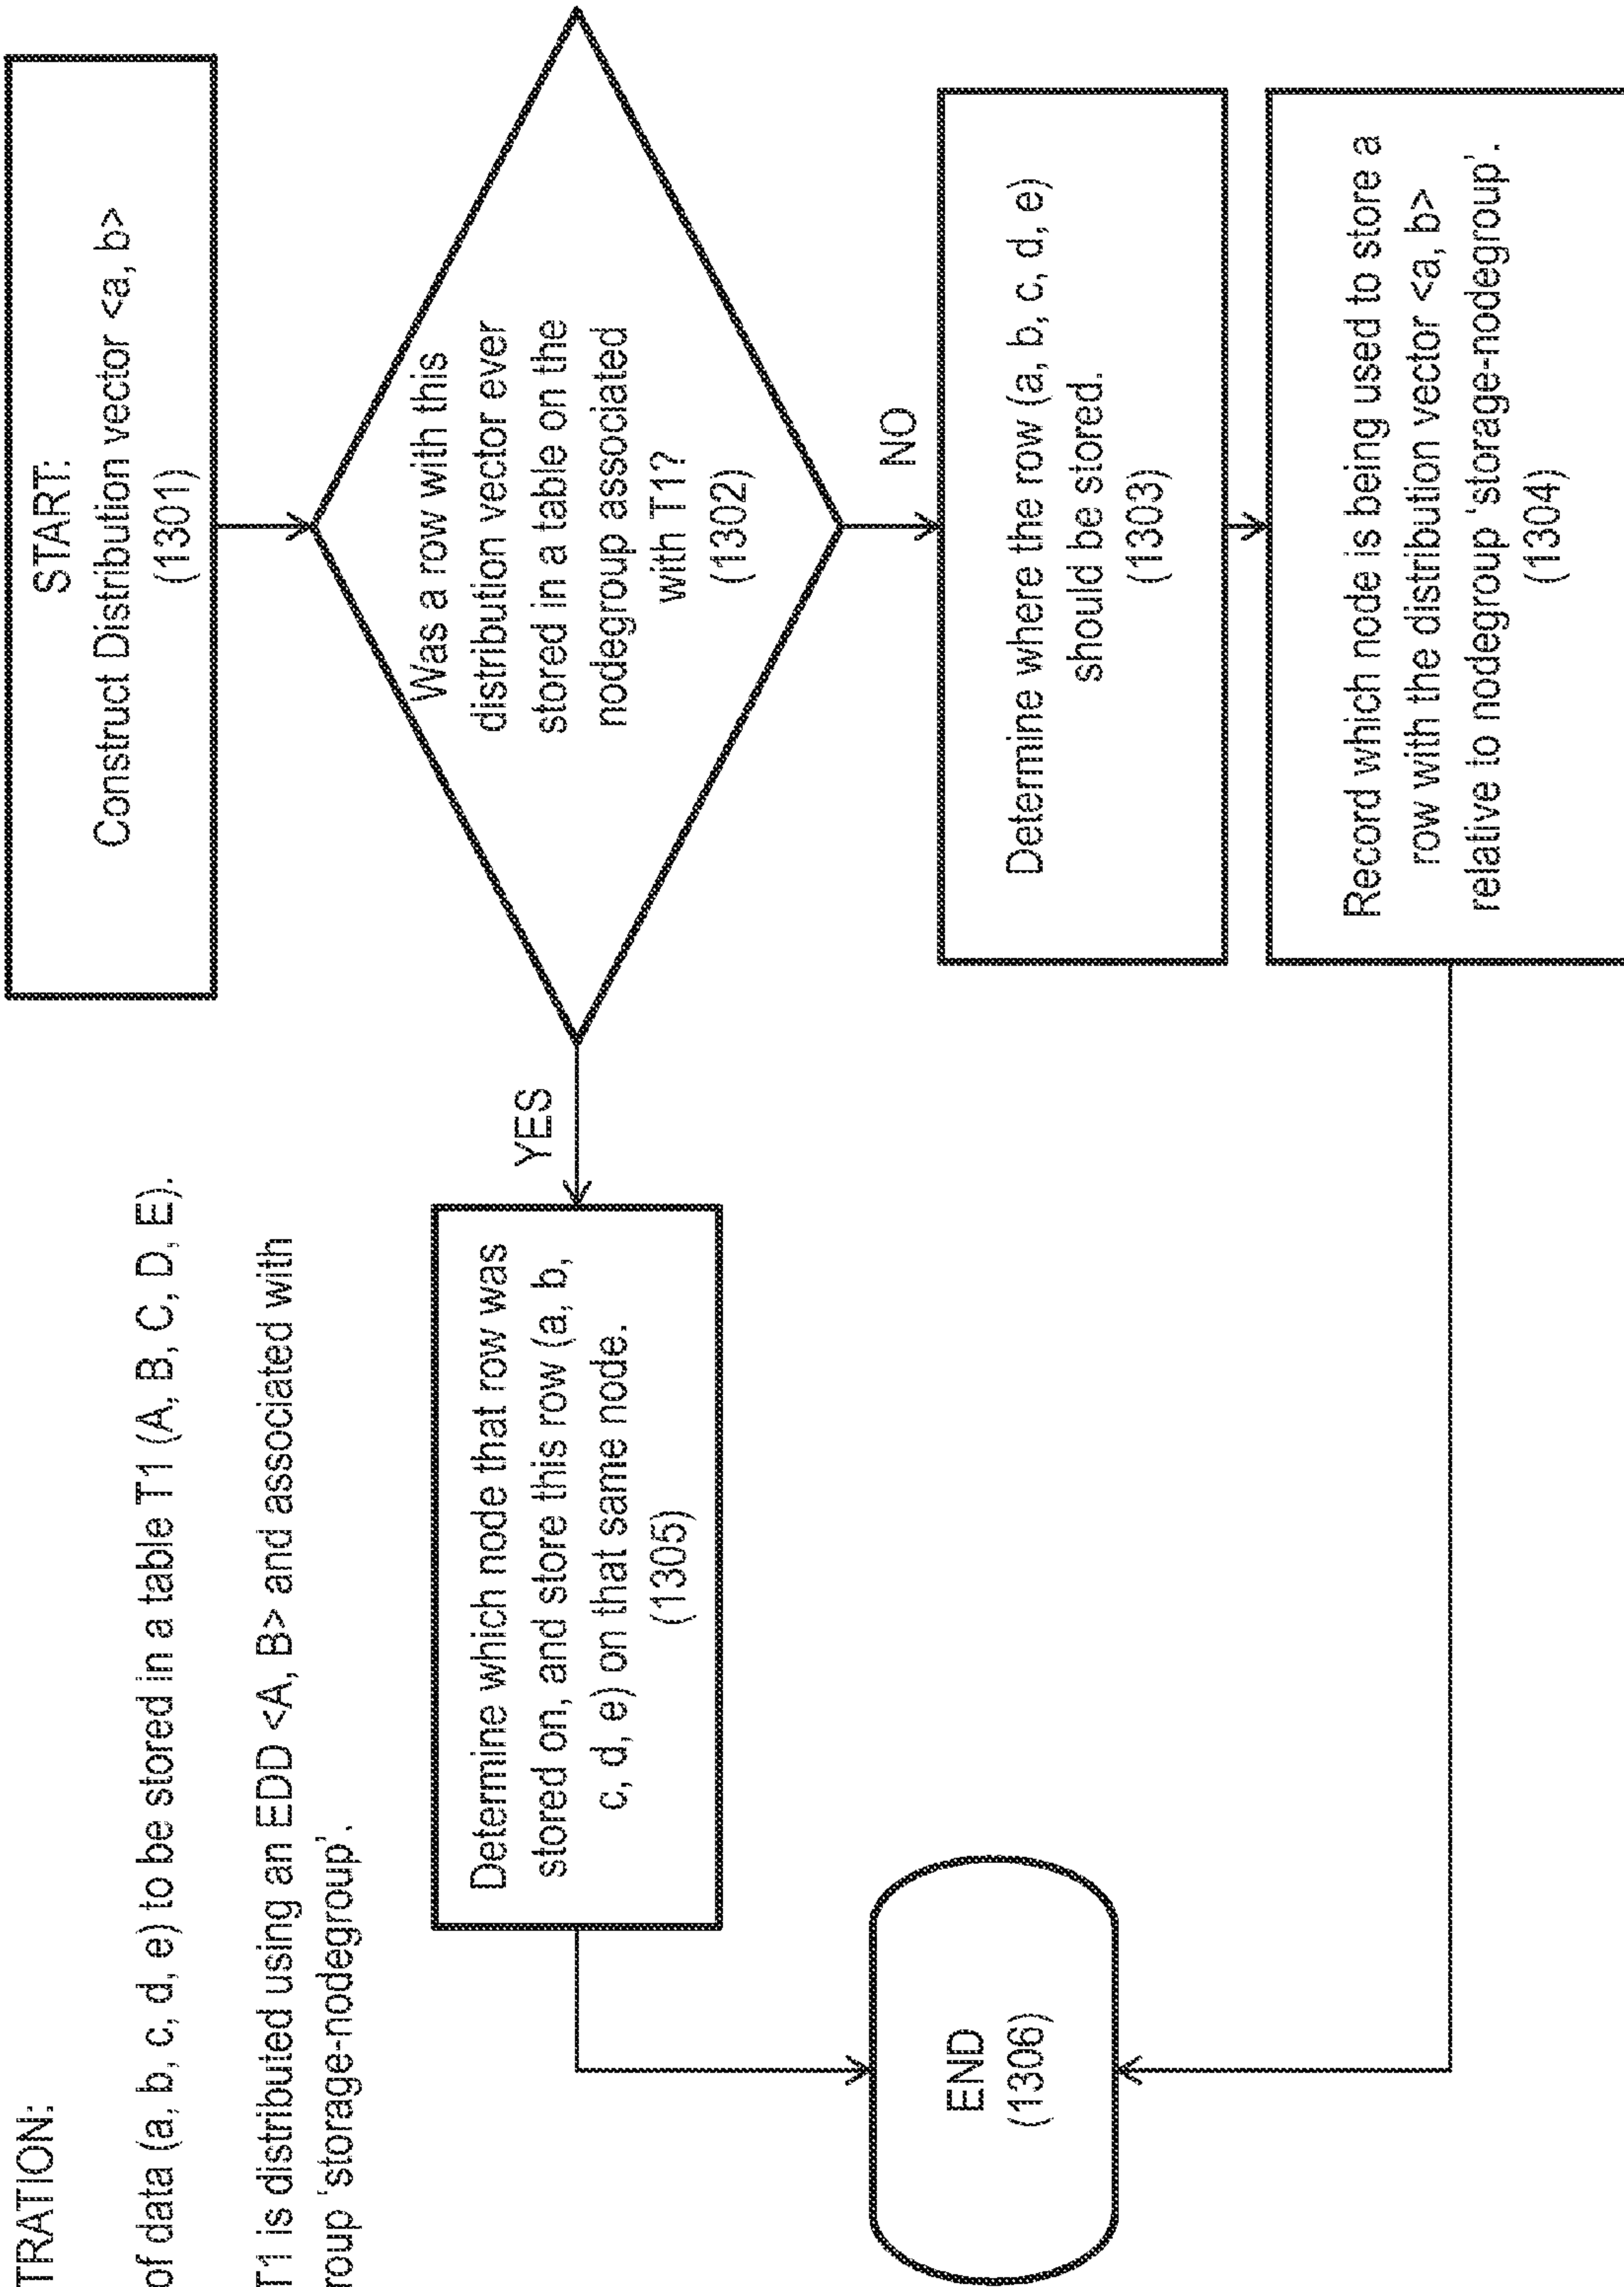 TRATION:
of data (a, b, c, d, e) to be stored in a table T1 (A, B, C, D, E).
T1 is distributed using an EDD <A, B> and associated with
roup 'storage-nodegroup'.
START:
Construct Distribution vector <a, b>
(1301)
Was a row with this
distribution vector ever
stored in a table on the
nodegroup associated
with T1?
(1302)
YES
NO
Determine which node that row was
stored on, and store this row (a, b,
c, d, e) on that same node.
(1305)
Determine where the row (a, b, c, d, e)
should be stored.
(1303)
Record which node is being used to store a
row with the distribution vector <a, b>
relative to nodegroup 'storage-nodegroup'.
(1304)
END
(1306)